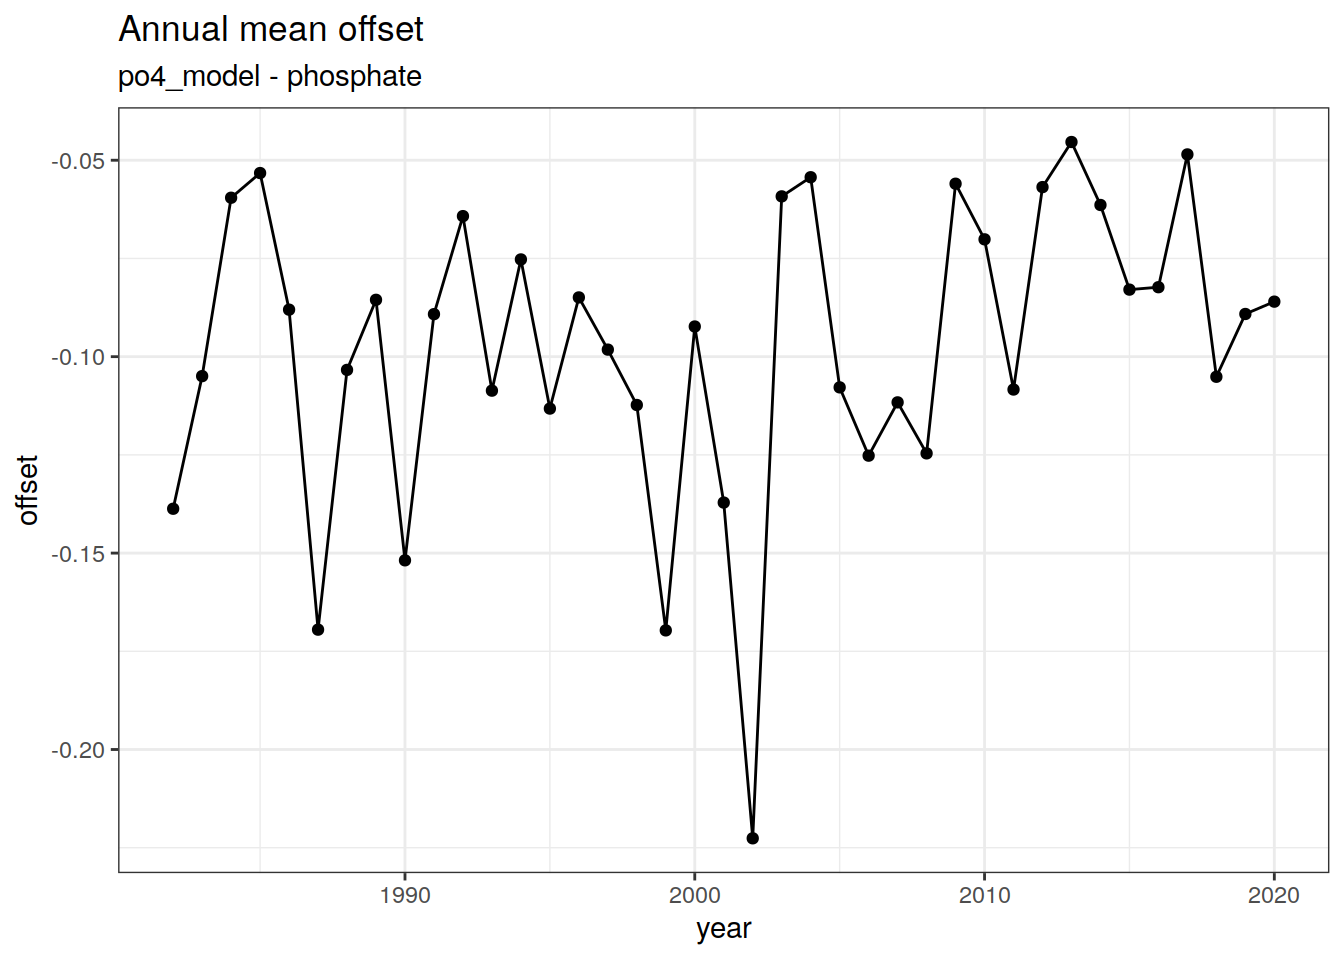 Annual mean offset
po4_model - phosphate
-0.05
-0.10
-0.15
-0.20
offset
1990 2000 2010 2020
year